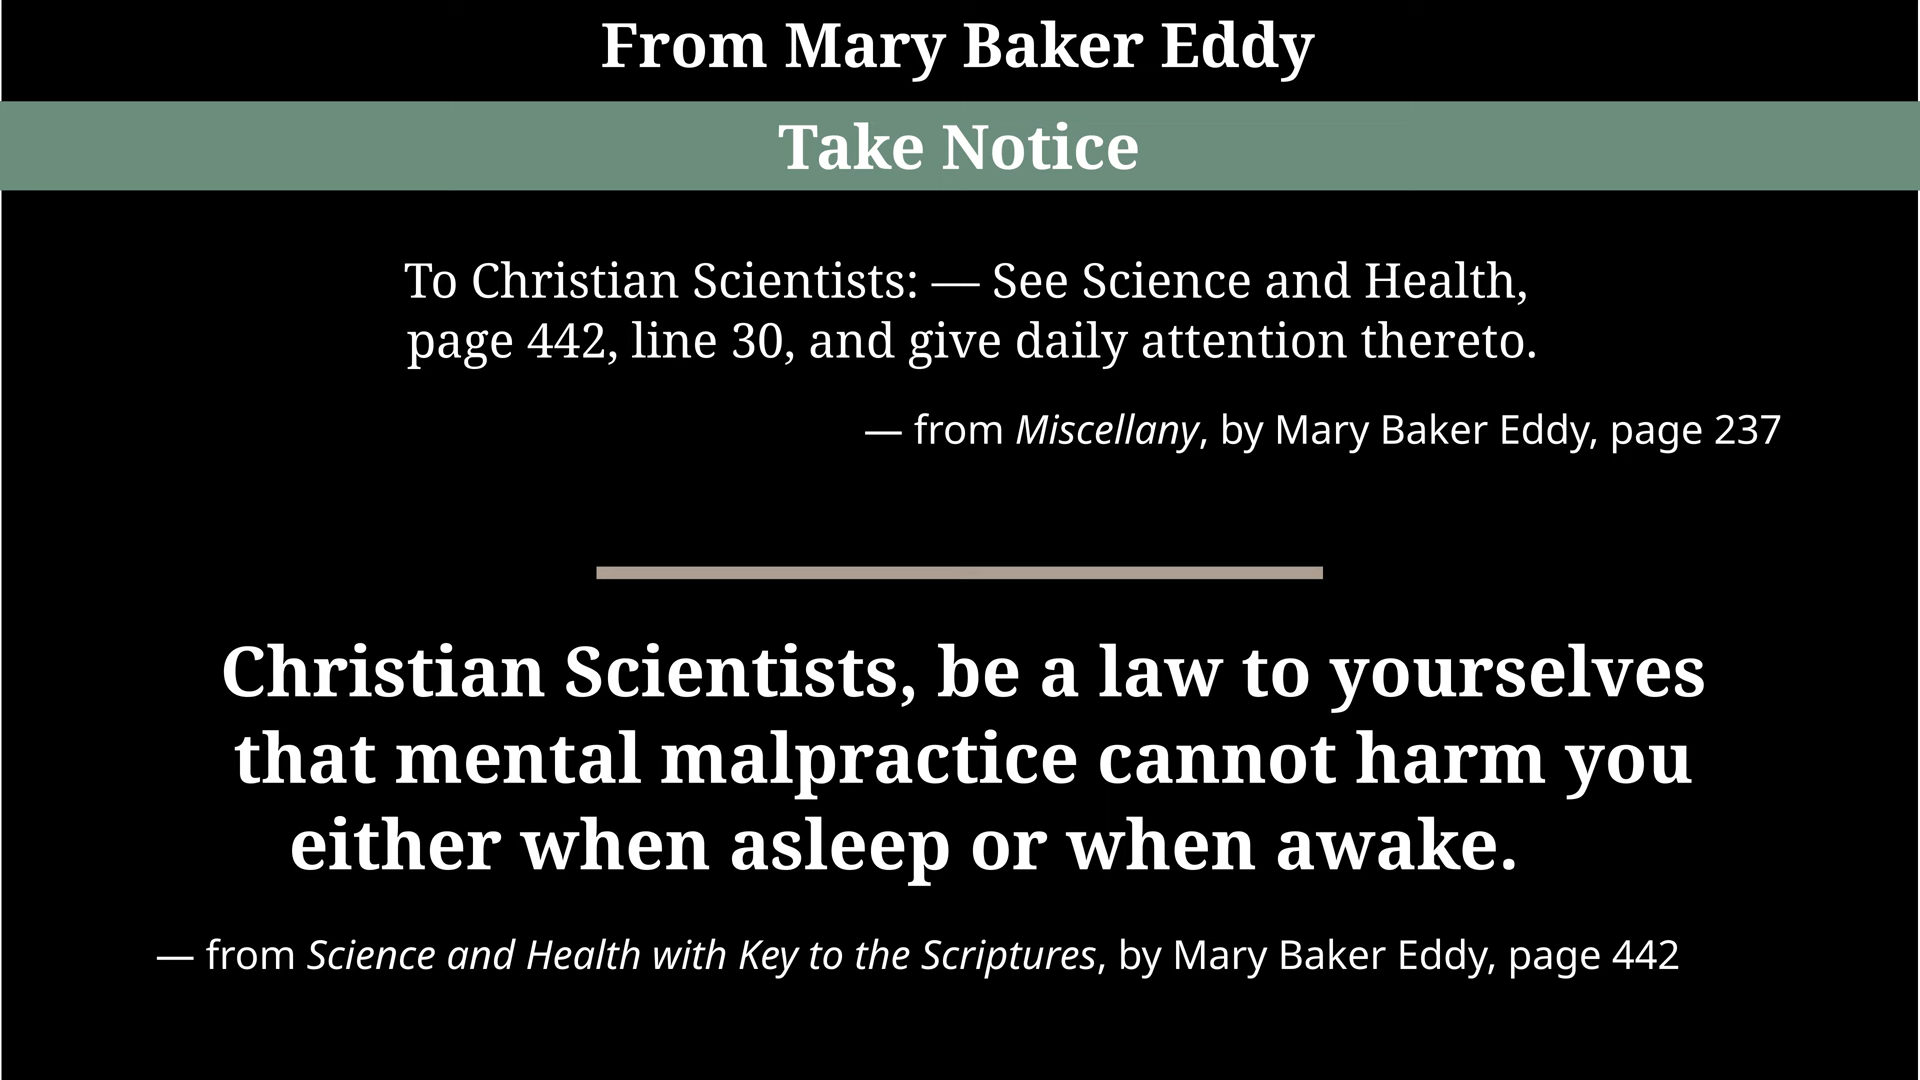 From Mary Baker Eddy
Take Notice
To Christian Scientists: — See Science and Health,
page 442, line 30, and give daily attention thereto.
— from Miscellany, by Mary Baker Eddy, page 237
Christian Scientists, be a law to yourselves
that mental malpractice cannot harm you
either when asleep or when awake.
— from Science and Health with Key to the Scriptures, by Mary Baker Eddy, page 442